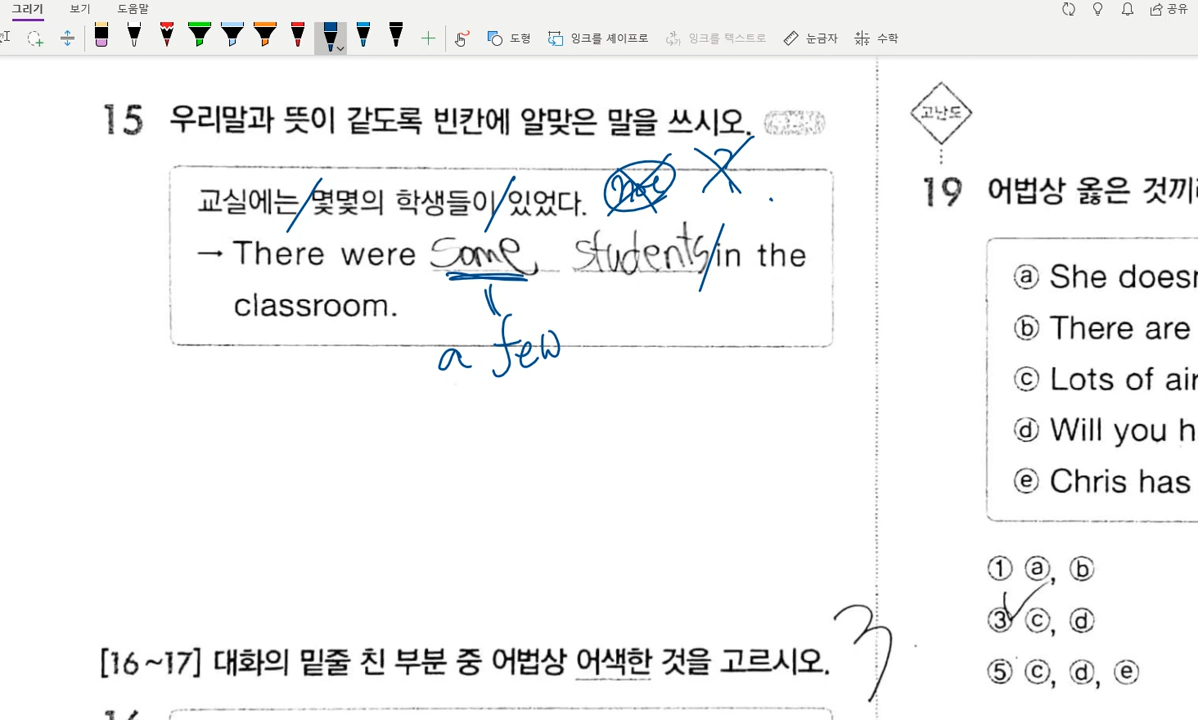 그리기 보기 도움말 공유
도형 잉크를 셰이프로 잉크를 텍스트로 눈금자 수학
15 우리말과 뜻이 같도록 빈칸에 알맞은 말을 쓰시오.
교실에는 / 몇몇의 학생들이 / 있었다.
→ There were some students / in the
classroom.
a few
[16~17] 대화의 밑줄 친 부분 중 어법상 어색한 것을 고르시오.
3
고난도
19 어법상 옳은 것끼
ⓐ She does
ⓑ There are
ⓒ Lots of air
ⓓ Will you h
ⓔ Chris has
① ⓐ, ⓑ
③ ⓒ, ⓓ
⑤ ⓒ, ⓓ, ⓔ